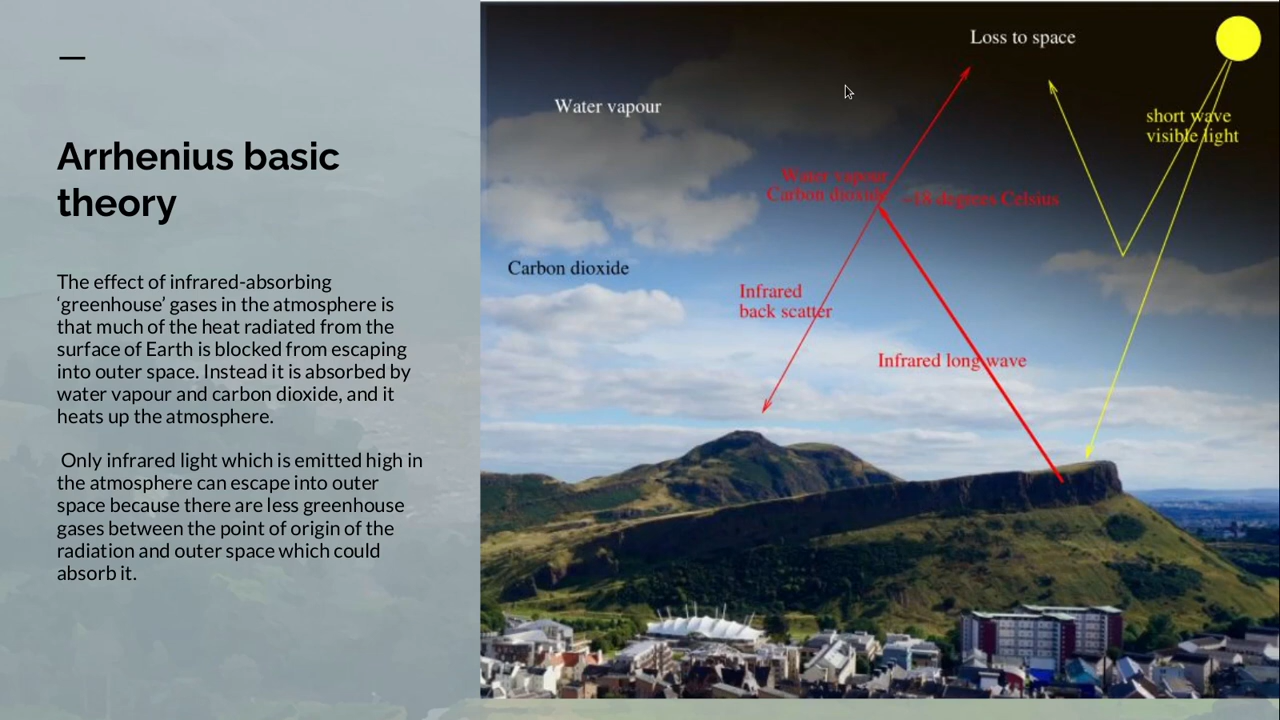 Arrhenius basic
theory
The effect of infrared-absorbing
‘greenhouse’ gases in the atmosphere is
that much of the heat radiated from the
surface of Earth is blocked from escaping
into outer space. Instead it is absorbed by
water vapour and carbon dioxide, and it
heats up the atmosphere.
Only infrared light which is emitted high in
the atmosphere can escape into outer
space because there are less greenhouse
gases between the point of origin of the
radiation and outer space which could
absorb it.
Loss to space
Water vapour
short wave
visible light
Water vapour
Carbon dioxide
-18 degrees Celsius
Carbon dioxide
Infrared
back scatter
Infrared long wave